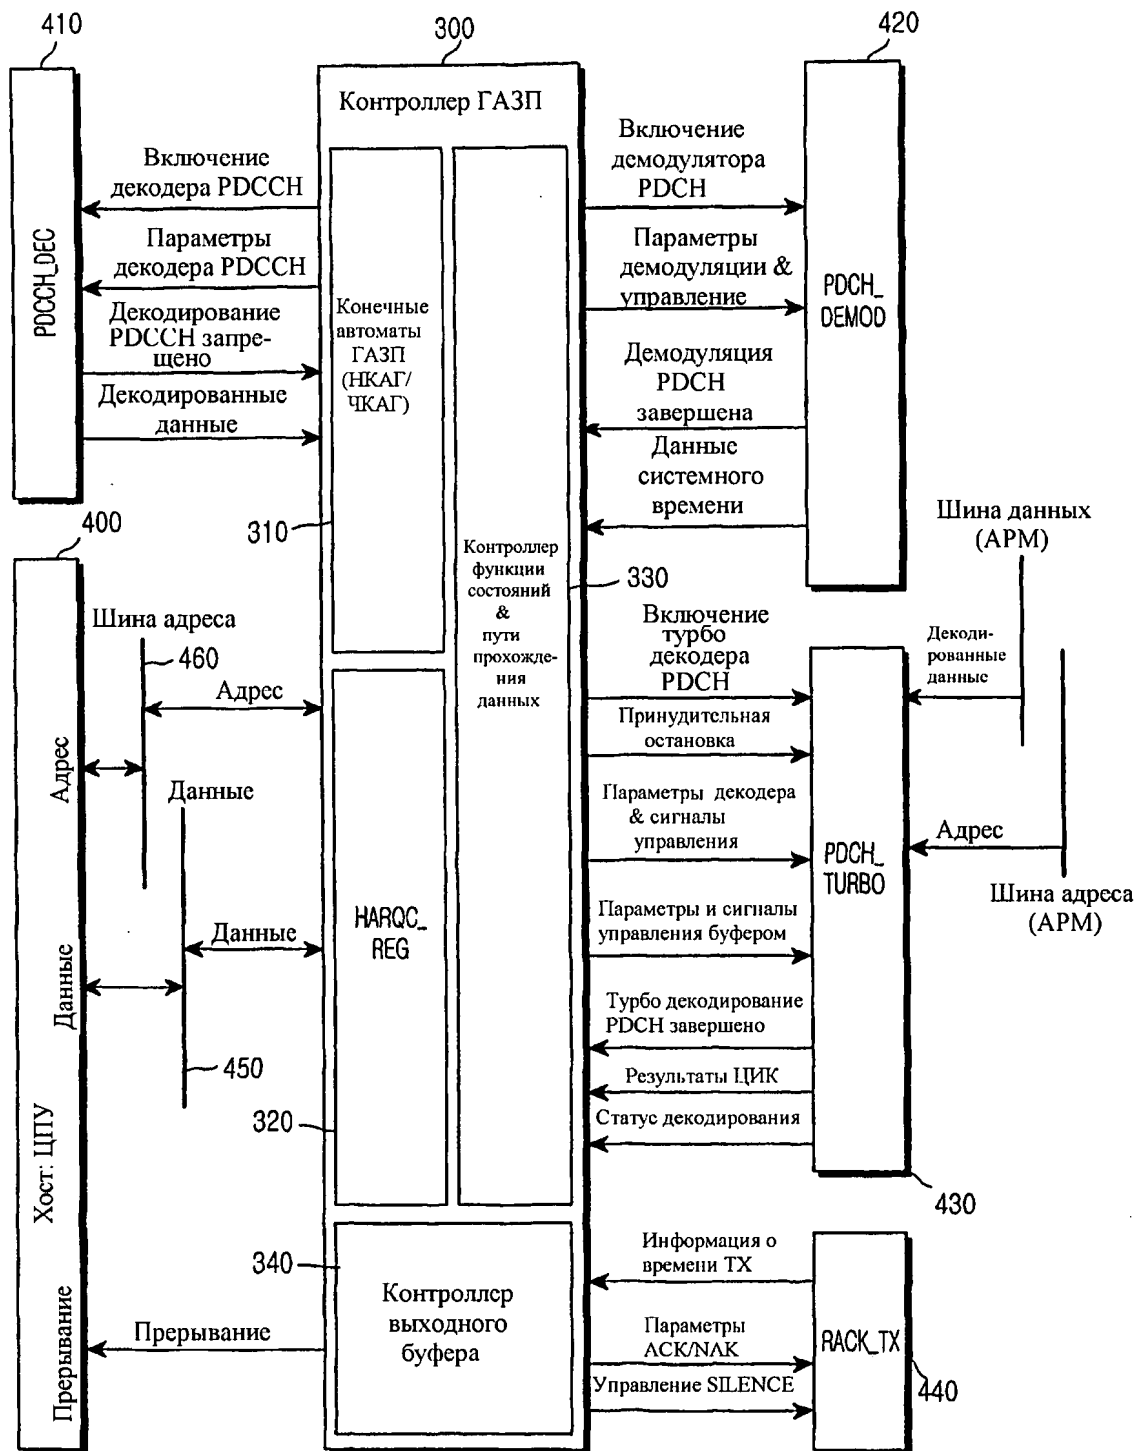 410
300
420
Контроллер ГАЗП
Включение
декодера PDCCH
Параметры
декодера PDCCH
Декодирование
PDCCH запре-
щено
Декодированные
данные
PDCCH_DEC
Конечные
автоматы
ГАЗП
(НКАГ/
ЧКАГ)
310
Контроллер
функции
состояний
&
пути
прохожде-
ния
данных
330
Включение
демодулятора
PDCH
Параметры
демодуляции &
управление
Демодуляция
PDCH
завершена
Данные
системного
времени
PDCH_
DEMOD
400
Шина адреса
460
Адрес
Адрес
Данные
Данные
Данные
450
Хост: ЦПУ
HARQC_
REG
320
Шина данных
(АРМ)
Включение
турбо
декодера
PDCH
Принудительная
остановка
Параметры декодера
& сигналы
управления
Параметры и сигналы
управления буфером
Турбо декодирование
PDCH завершено
Результаты ЦИК
Статус декодирования
PDCH_
TURBO
Декоди-
рованные
данные
Адрес
Шина адреса
(АРМ)
430
340
Контроллер
выходного
буфера
Прерывание
Прерывание
Информация о
времени TX
Параметры
ACK/NAK
Управление SILENCE
RACK_TX
440